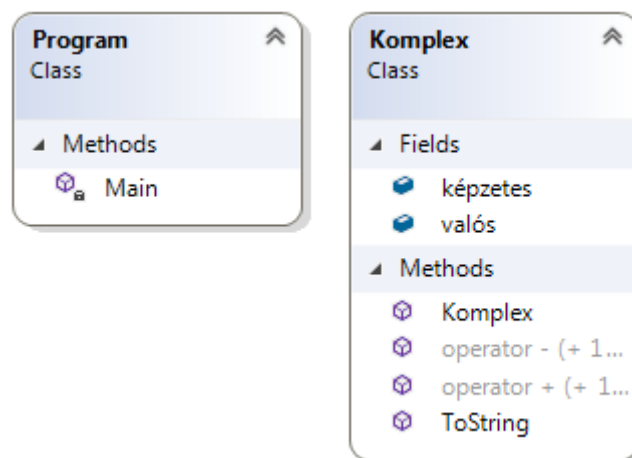 Program
Class
Methods
Main
Komplex
Class
Fields
képzetes
valós
Methods
Komplex
operator - (+ 1...
operator + (+ 1...
ToString